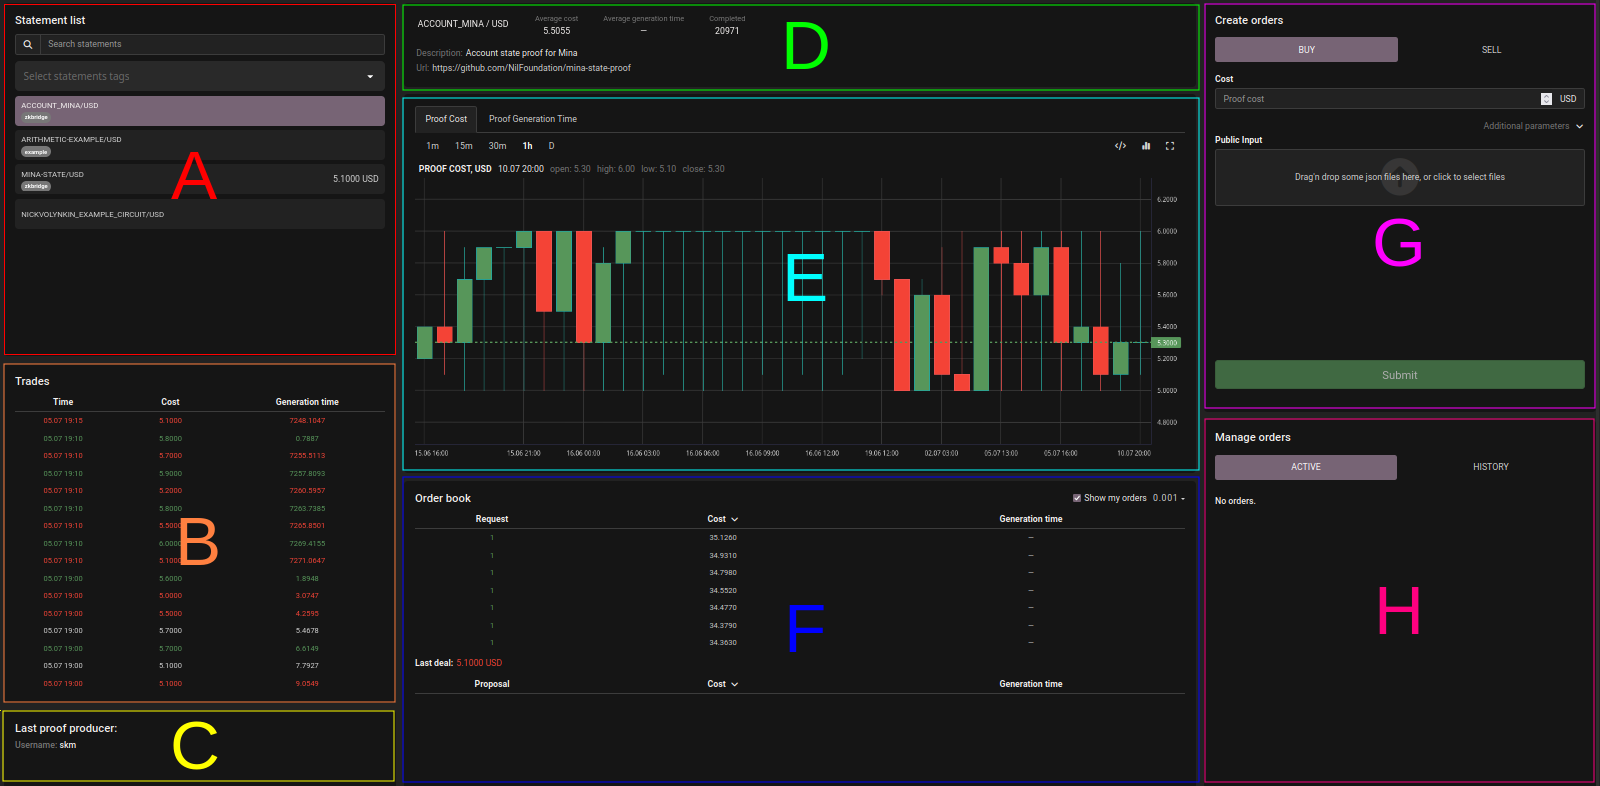 Statement list
Search statements
Select statements tags
ACCOUNT_MINA/USD
zkbridge
ARITHMETIC-EXAMPLE/USD
example
MINA-STATE/USD
zkbridge
5.1000 USD
NICKVOLYNKIN_EXAMPLE_CIRCUIT/USD
A
Trades
Time Cost Generation time
05.07 19:15 5.1000 7248.1047
05.07 19:10 5.8000 0.7887
05.07 19:10 5.7000 7255.5113
05.07 19:10 5.9000 7257.8093
05.07 19:10 5.2000 7260.5957
05.07 19:10 5.8000 7263.7385
05.07 19:10 5.5000 7265.8501
05.07 19:10 6.0000 7269.4155
05.07 19:10 5.1000 7271.0647
05.07 19:00 5.6000 1.8948
05.07 19:00 5.0000 3.0747
05.07 19:00 5.5000 4.2595
05.07 19:00 5.7000 5.4678
05.07 19:00 5.7000 6.6149
05.07 19:00 5.1000 7.7927
05.07 19:00 5.1000 9.0549
B
Last proof producer:
Username: skm
C
ACCOUNT_MINA / USD
Average cost
5.5055
Average generation time
—
Completed
20971
Description: Account state proof for Mina
Url: https://github.com/NilFoundation/mina-state-proof
D
Proof Cost Proof Generation Time
1m 15m 30m 1h D
PROOF COST, USD 10.07 20:00 open: 5.30 high: 6.00 low: 5.10 close: 5.30
6.2000
6.0000
5.8000
5.6000
5.4000
5.3000
5.2000
5.0000
4.8000
15.06 16:00 15.06 21:00 16.06 00:00 16.06 03:00 16.06 06:00 16.06 09:00 16.06 12:00 19.06 12:00 02.07 03:00 05.07 13:00 05.07 16:00 10.07 20:00
E
Order book
Show my orders 0.001
Request Cost Generation time
1 35.1260 —
1 34.9310 —
1 34.7980 —
1 34.5520 —
1 34.4770 —
1 34.3790 —
1 34.3630 —
Last deal: 5.1000 USD
Proposal Cost Generation time
F
Create orders
BUY SELL
Cost
Proof cost USD
Additional parameters
Public Input
Drag'n drop some json files here, or click to select files
G
Submit
Manage orders
ACTIVE HISTORY
No orders.
H